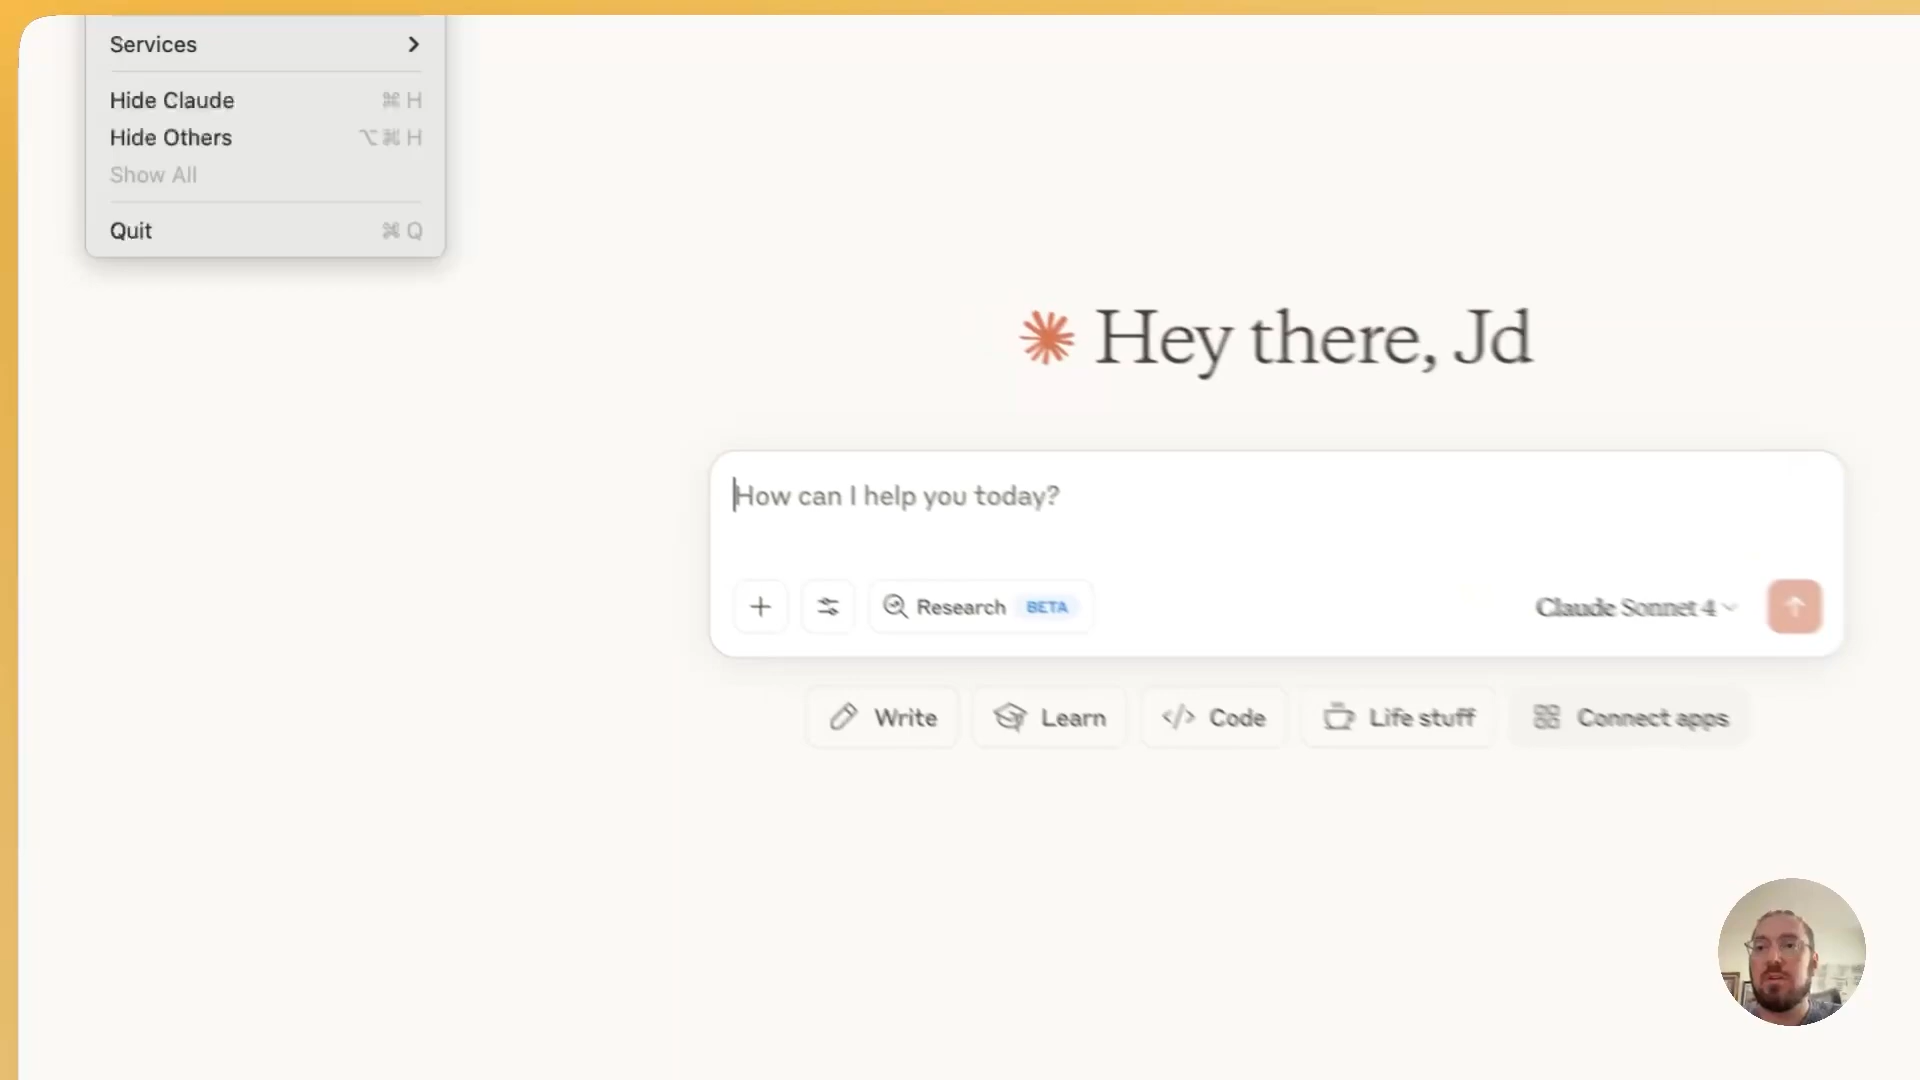 Services
Hide Claude ⌘ H
Hide Others ⌥ ⌘ H
Show All
Quit ⌘ Q
Hey there, Jd
How can I help you today?
Research BETA
Claude Sonnet 4
Write
Learn
Code
Life stuff
Connect apps